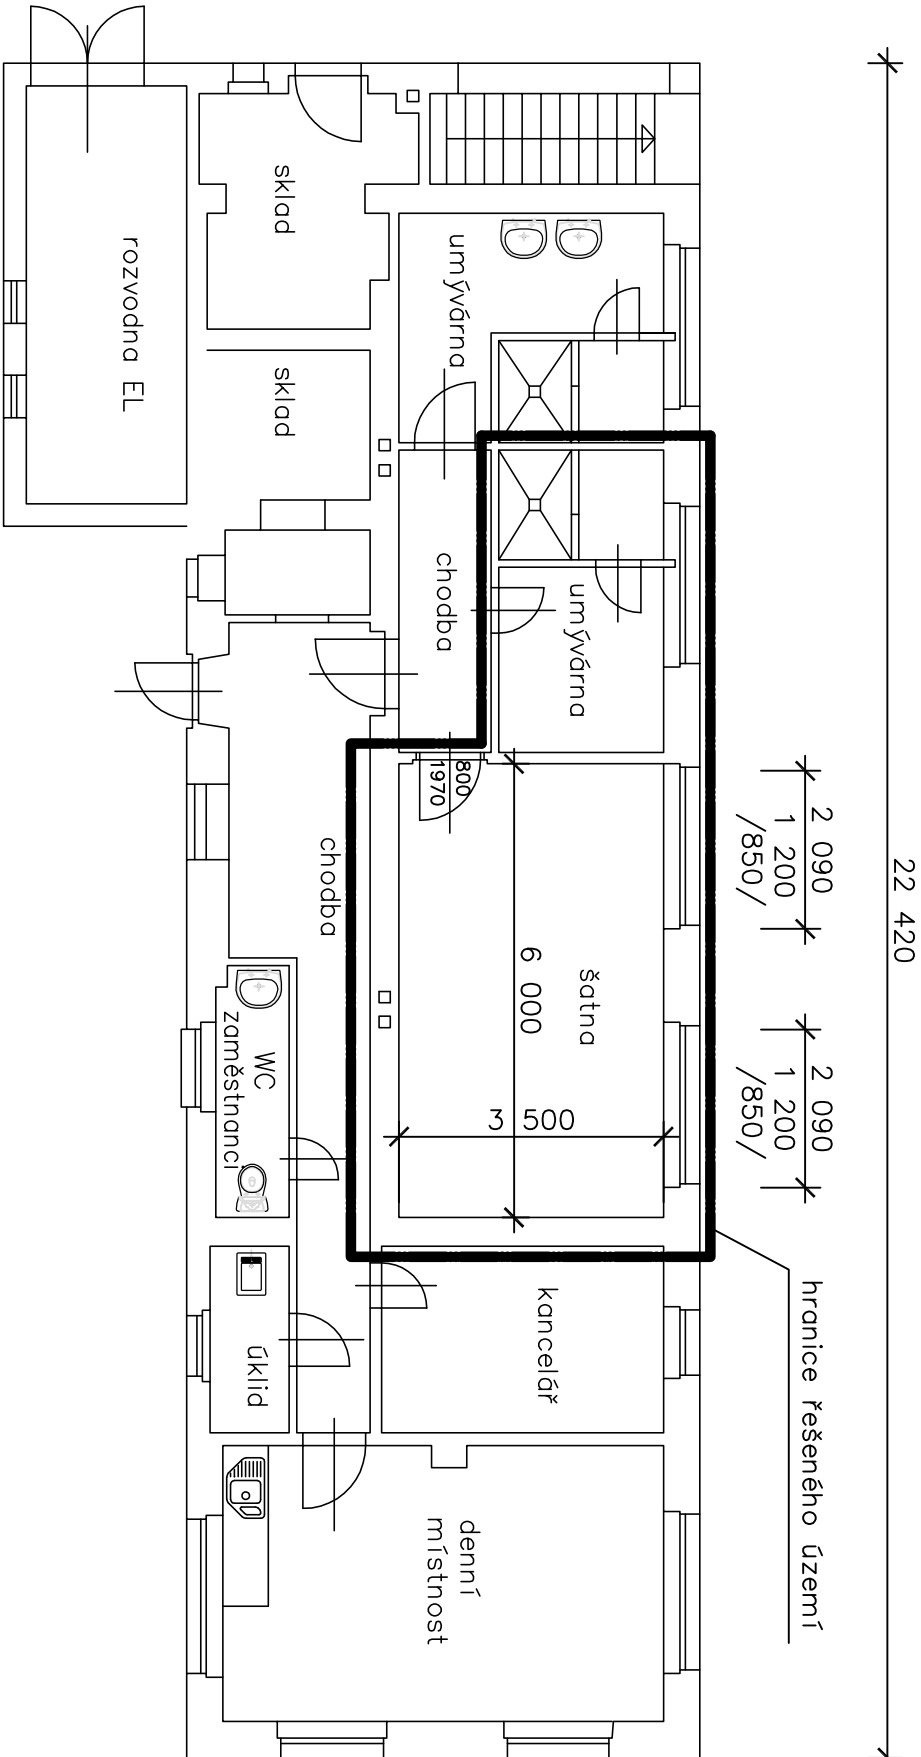 22 420
2 090
1 200
/850/
2 090
1 200
/850/
hranice řešeného území
umývárna
umývárna
šatna
6 000
3 500
kancelář
denní
místnost
chodba
800
1970
sklad
sklad
chodba
WC
zaměstnanci
úklid
rozvodna EL